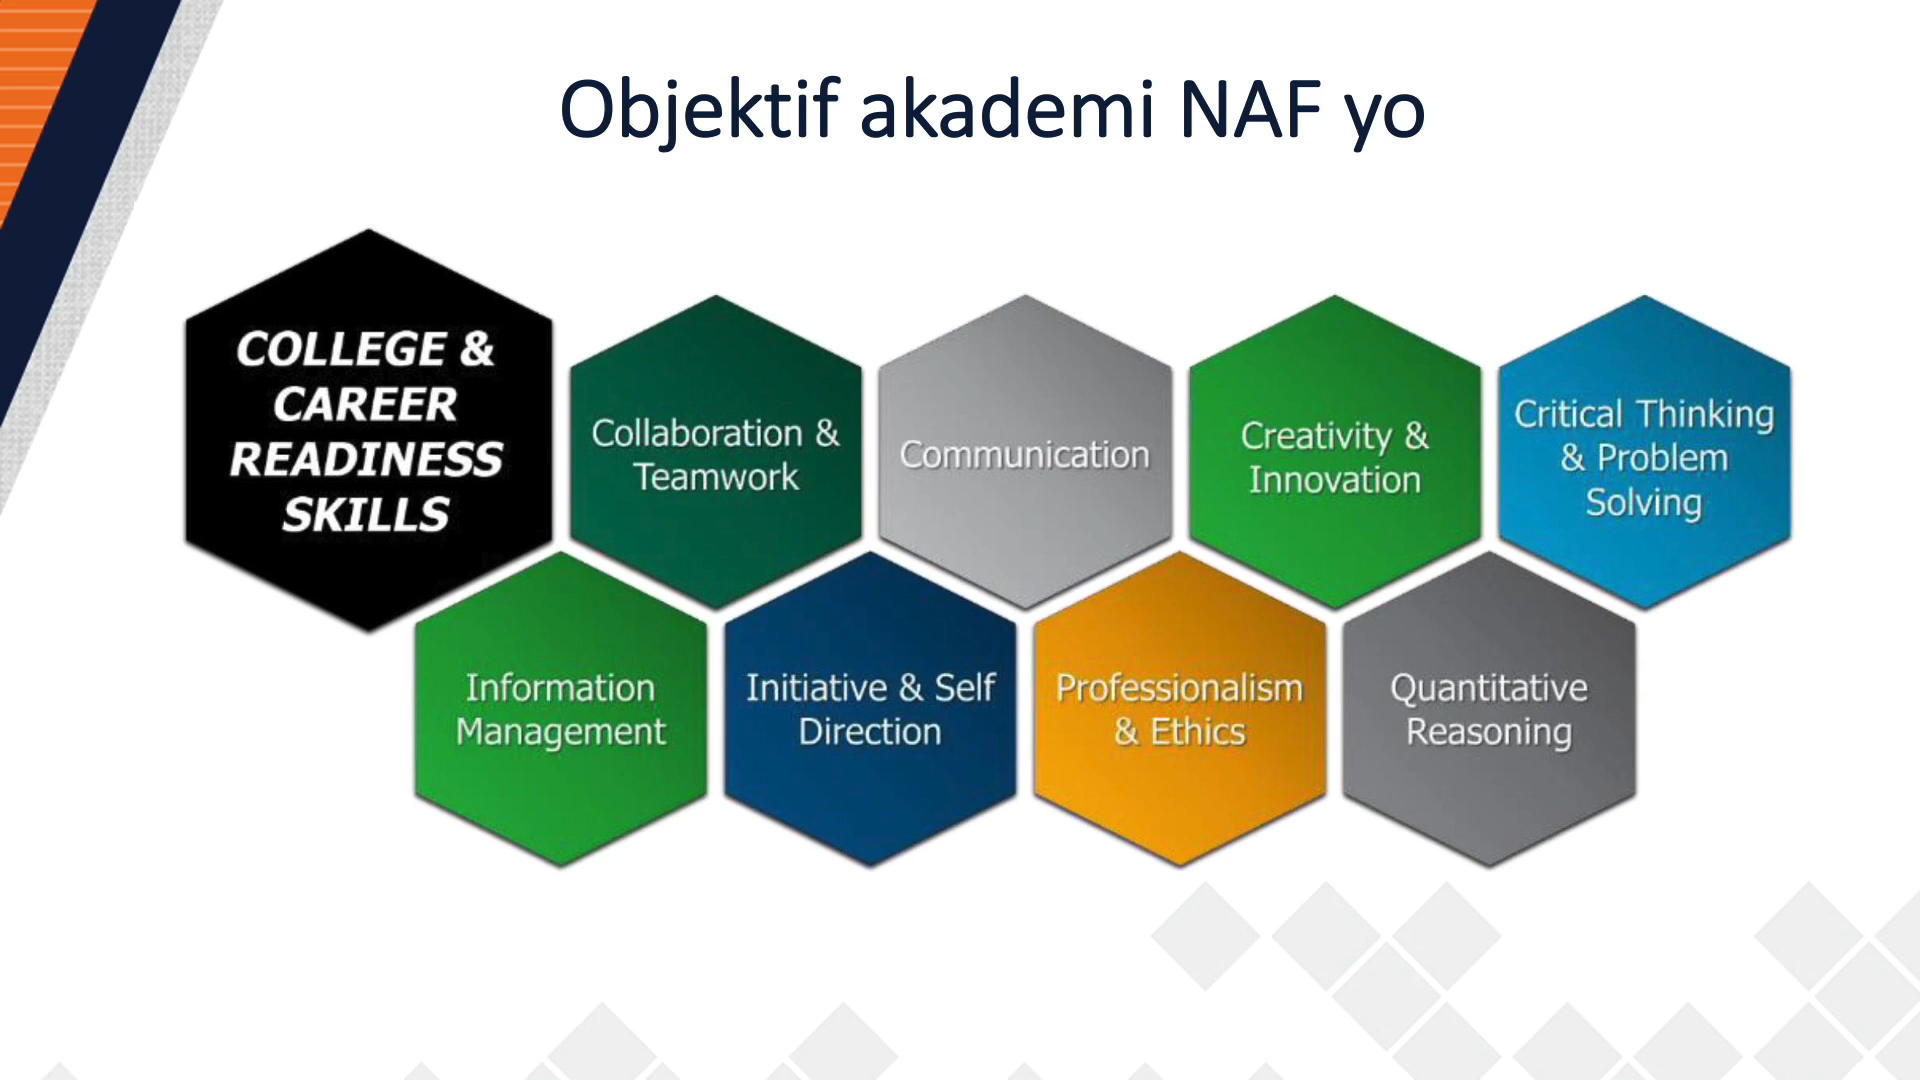 Objektif akademi NAF yo
COLLEGE &
CAREER
READINESS
SKILLS
Collaboration &
Teamwork
Communication
Creativity &
Innovation
Critical Thinking
& Problem
Solving
Information
Management
Initiative & Self
Direction
Professionalism
& Ethics
Quantitative
Reasoning